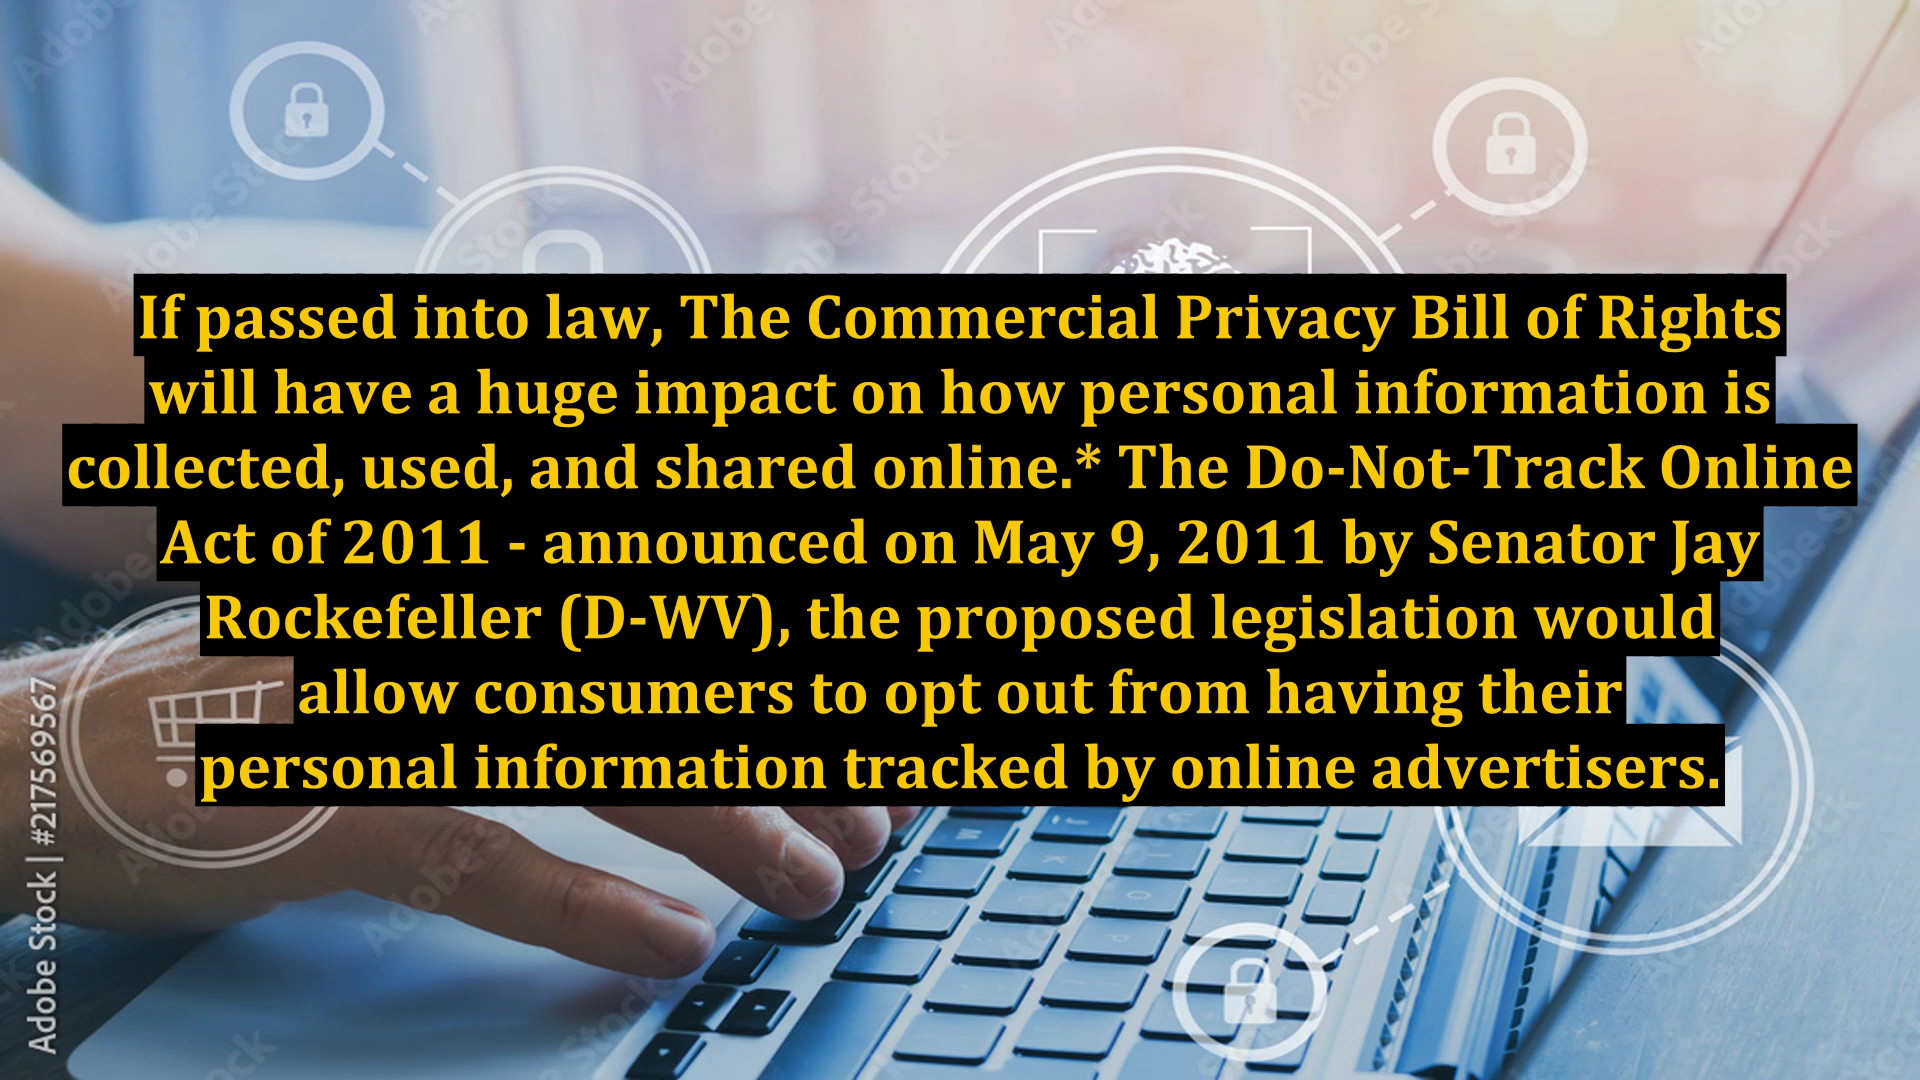 If passed into law, The Commercial Privacy Bill of Rights
will have a huge impact on how personal information is
collected, used, and shared online.* The Do-Not-Track Online
Act of 2011 - announced on May 9, 2011 by Senator Jay
Rockefeller (D-WV), the proposed legislation would
allow consumers to opt out from having their
personal information tracked by online advertisers.
Adobe Stock | #217569567